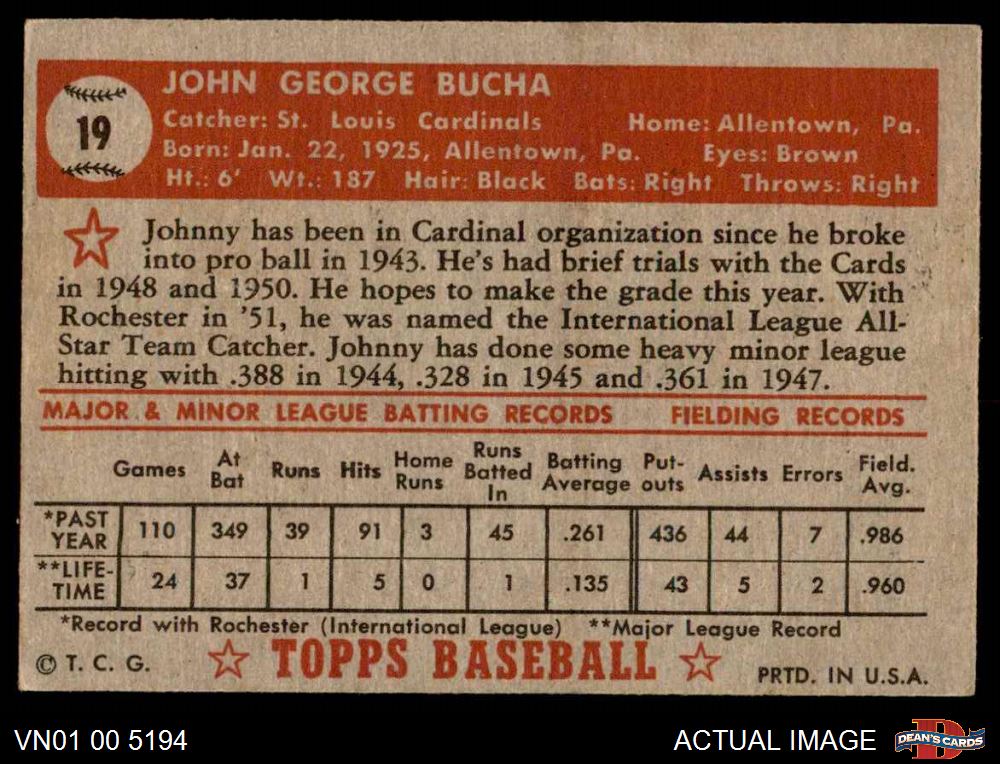 19
JOHN GEORGE BUCHA
Catcher: St. Louis Cardinals Home: Allentown, Pa.
Born: Jan. 22, 1925, Allentown, Pa. Eyes: Brown
Ht.: 6' Wt.: 187 Hair: Black Bats: Right Throws: Right
Johnny has been in Cardinal organization since he broke
into pro ball in 1943. He's had brief trials with the Cards
in 1948 and 1950. He hopes to make the grade this year. With
Rochester in '51, he was named the International League All-
Star Team Catcher. Johnny has done some heavy minor league
hitting with .388 in 1944, .328 in 1945 and .361 in 1947.
MAJOR & MINOR LEAGUE BATTING RECORDS FIELDING RECORDS
Games At Bat Runs Hits Home Runs Runs Batted In Batting Average Put-outs Assists Errors Field. Avg.
*PAST YEAR 110 349 39 91 3 45 .261 436 44 7 .986
**LIFE-TIME 24 37 1 5 0 1 .135 43 5 2 .960
*Record with Rochester (International League) **Major League Record
© T. C. G. TOPPS BASEBALL PRTD. IN U.S.A.
VN01 00 5194 ACTUAL IMAGE DEAN'S CARDS